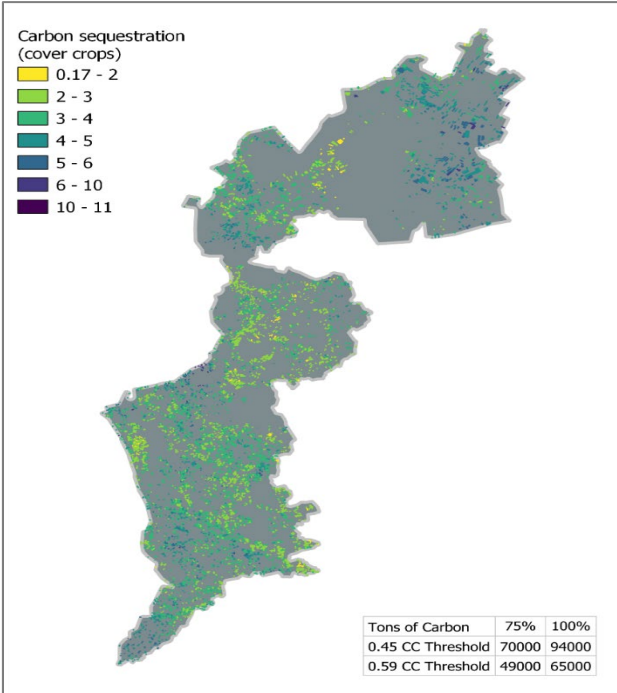 Carbon sequestration
(cover crops)
0.17 - 2
2 - 3
3 - 4
4 - 5
5 - 6
6 - 10
10 - 11
Tons of Carbon 75% 100%
0.45 CC Threshold 70000 94000
0.59 CC Threshold 49000 65000